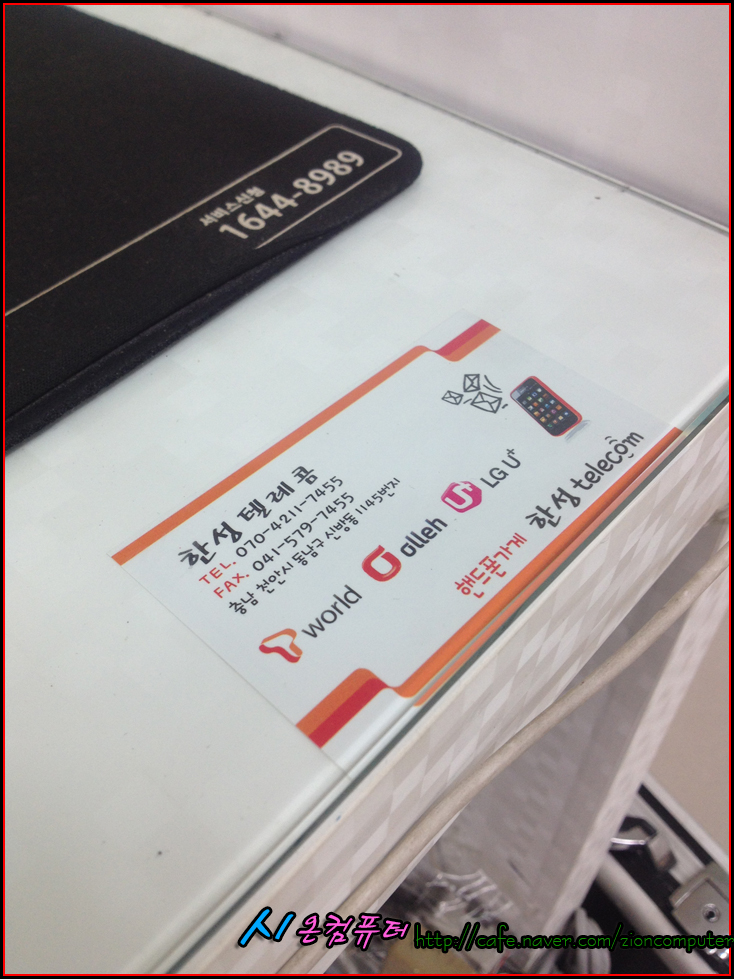 서비스신청
1644-8989
한성 텔레콤
TEL. 070-4211-7455
FAX. 041-579-7455
충남 천안시 동남구 신방동 1145번지
T world
olleh
U+ LG U+
핸드폰가게 한성 telecom
시온컴퓨터 http://cafe.naver.com/zioncomputer